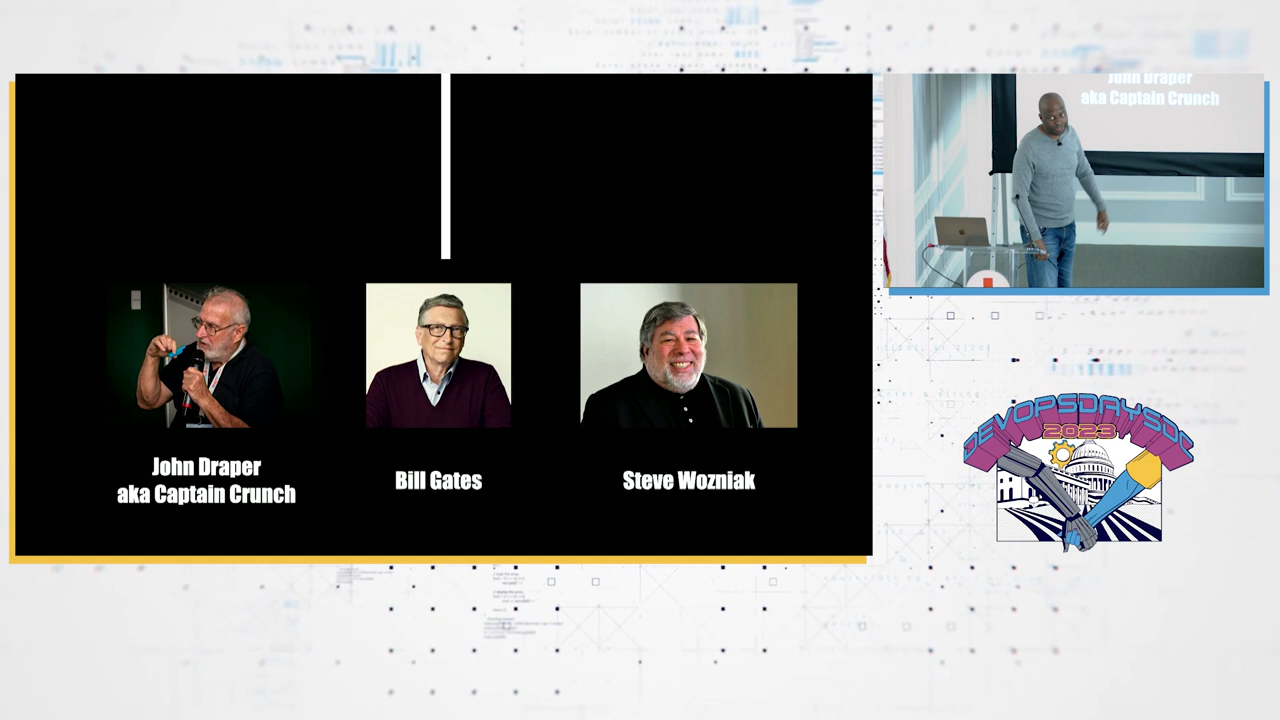 John Draper
aka Captain Crunch
Bill Gates
Steve Wozniak
John Draper
aka Captain Crunch
DEVOPSDAYSDC
2023